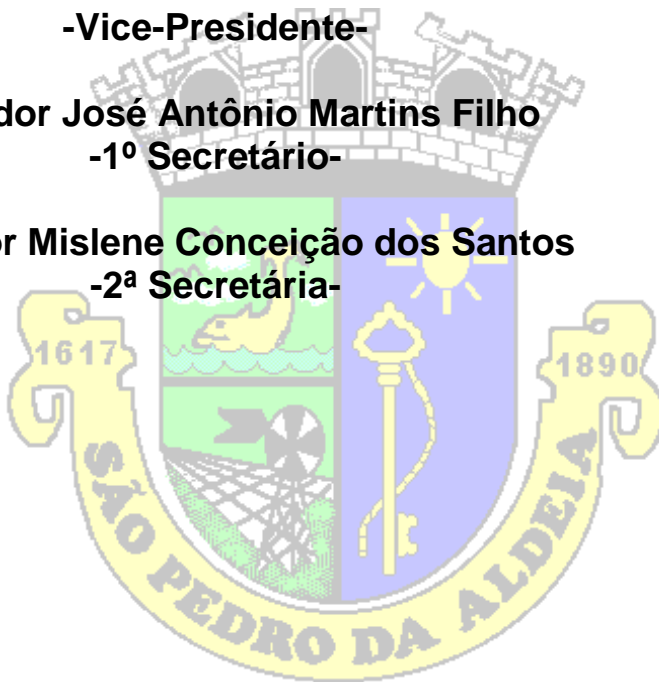 -Vice-Presidente-
dor José Antônio Martins Filho
-1º Secretário-
r Mislene Conceição dos Santos
-2ª Secretária-
1617
1890
SÃO PEDRO DA ALDEIA